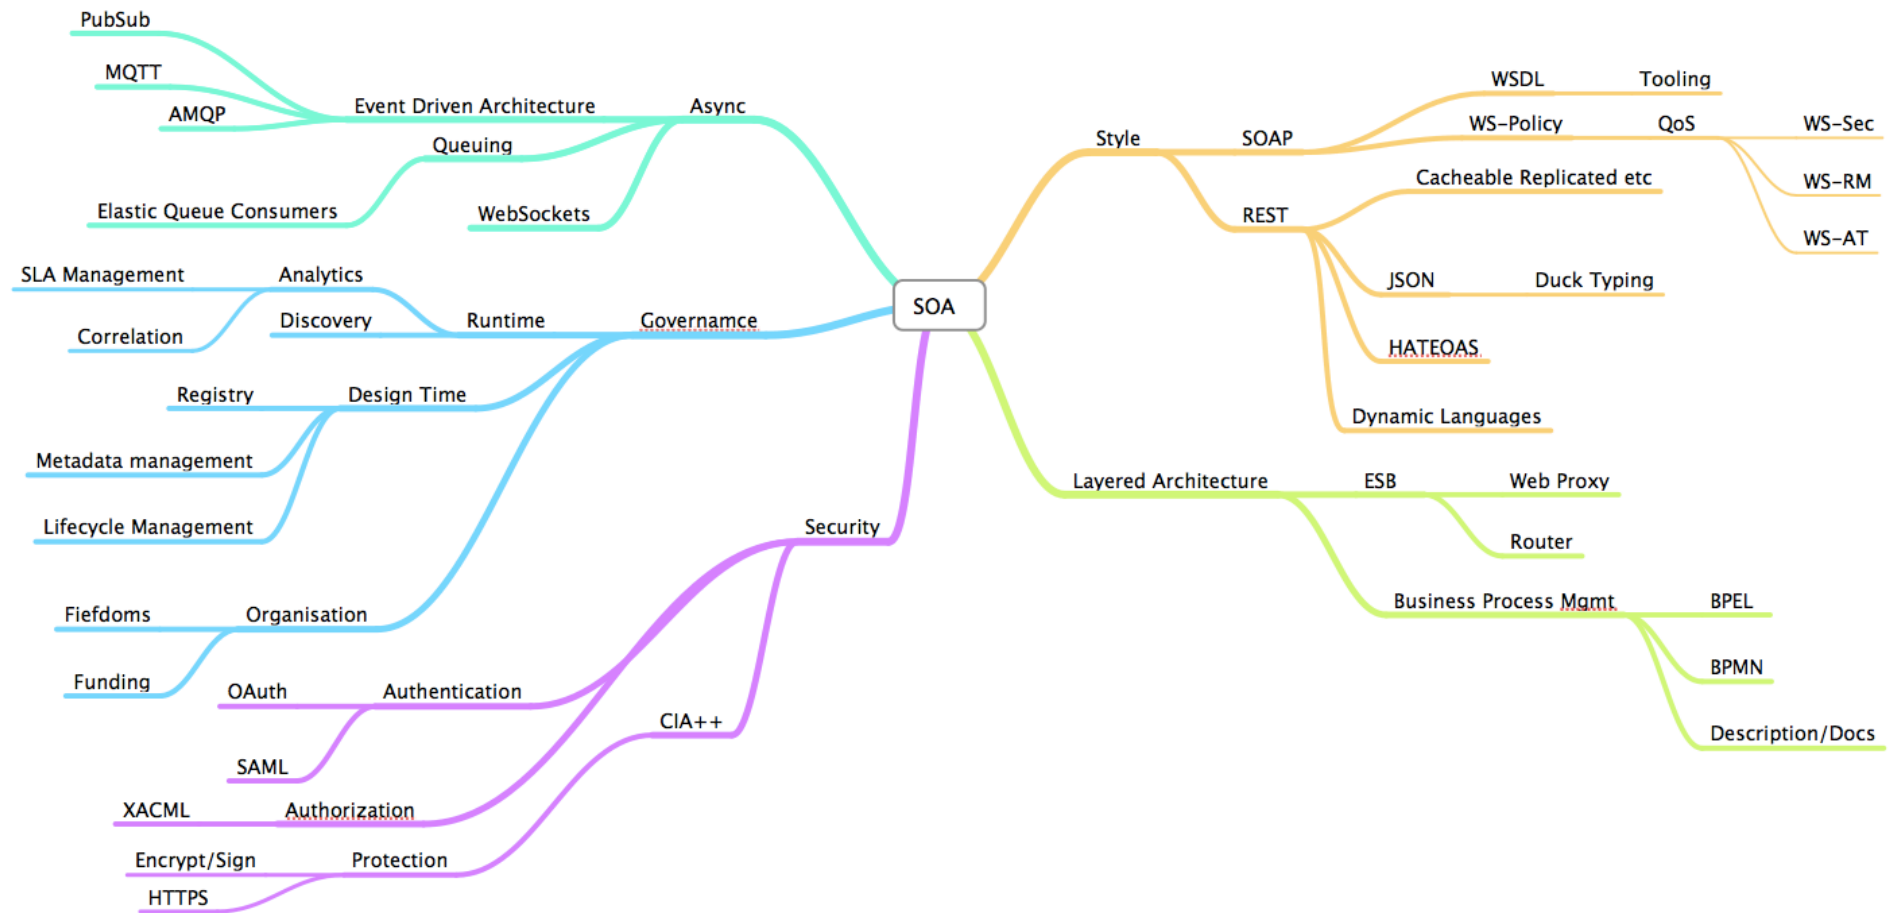 PubSub
MQTT
AMQP
Event Driven Architecture
Async
Queuing
Elastic Queue Consumers
WebSockets
SLA Management
Analytics
Correlation
Discovery
Runtime
Governamce
Registry
Design Time
Metadata management
Lifecycle Management
Fiefdoms
Organisation
Funding
Security
OAuth
Authentication
SAML
CIA++
XACML
Authorization
Encrypt/Sign
Protection
HTTPS
SOA
Style
SOAP
WSDL
Tooling
WS-Policy
QoS
WS-Sec
WS-RM
WS-AT
REST
Cacheable Replicated etc
JSON
Duck Typing
HATEOAS
Dynamic Languages
Layered Architecture
ESB
Web Proxy
Router
Business Process Mgmt
BPEL
BPMN
Description/Docs